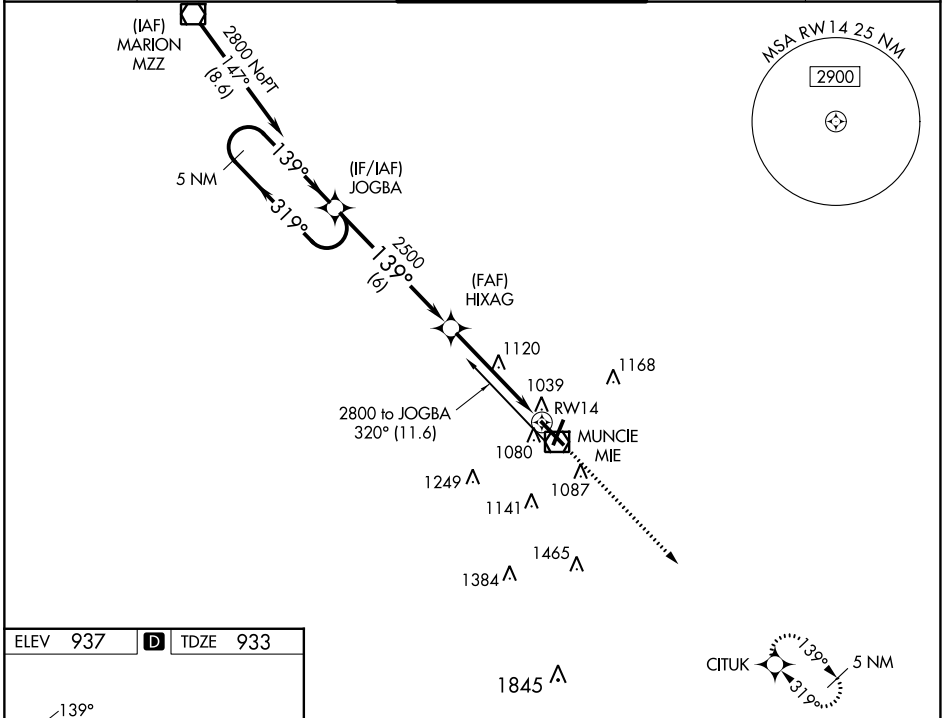 (IAF)
MARION
MZZ
2800 NoPT
147°
(8.6)
MSA RW14 25 NM
2900
5 NM
139°
319°
(IF/IAF)
JOGBA
2500
139°
(6)
(FAF)
HIXAG
1120
1168
1039
RW14
2800 to JOGBA
320° (11.6)
1080
MUNCIE
MIE
1249
1087
1141
1465
1384
ELEV 937 D TDZE 933
139°
1845
CITUK
139°
319°
5 NM